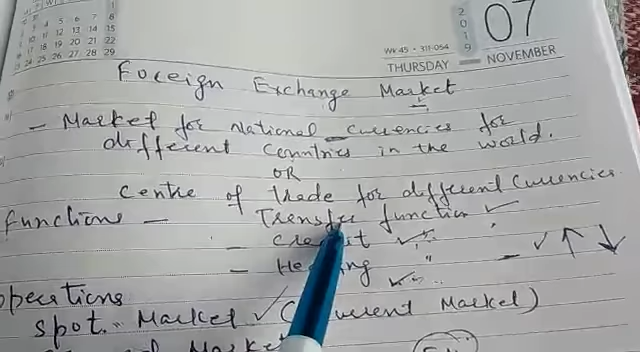 4 5 6 7 8
10 11 12 13 14 15
17 18 19 20 21 22
24 25 26 27 28 29
2019
07
WK 45 • 311-054
THURSDAY
NOVEMBER
Foreign Exchange Market
- Market for National Currencies for
different Countries in the world.
OR
Centre of trade for different Currencies
functions - Transfer function ✓
- Credit ✓ "
- ✓ - ✓ ↑ ↓
operations
Spot Market ✓ (Current Market)